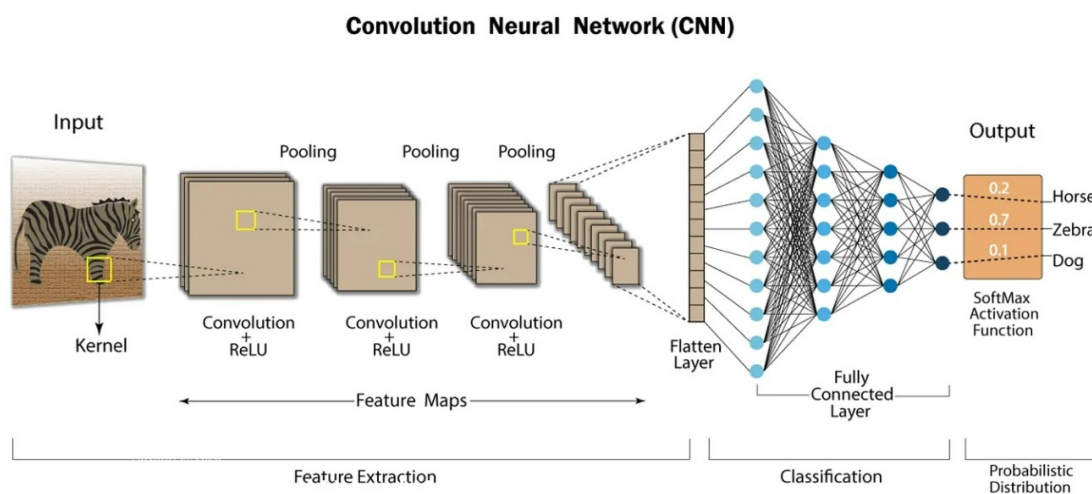 Convolution Neural Network (CNN)
Input
Output
Pooling
Pooling
Pooling
Kernel
Convolution
+
ReLU
Convolution
+
ReLU
Convolution
+
ReLU
Flatten
Layer
0.2
0.7
0.1
Horse
Zebra
Dog
SoftMax
Activation
Function
Feature Maps
Fully
Connected
Layer
Feature Extraction
Classification
Probabilistic
Distribution